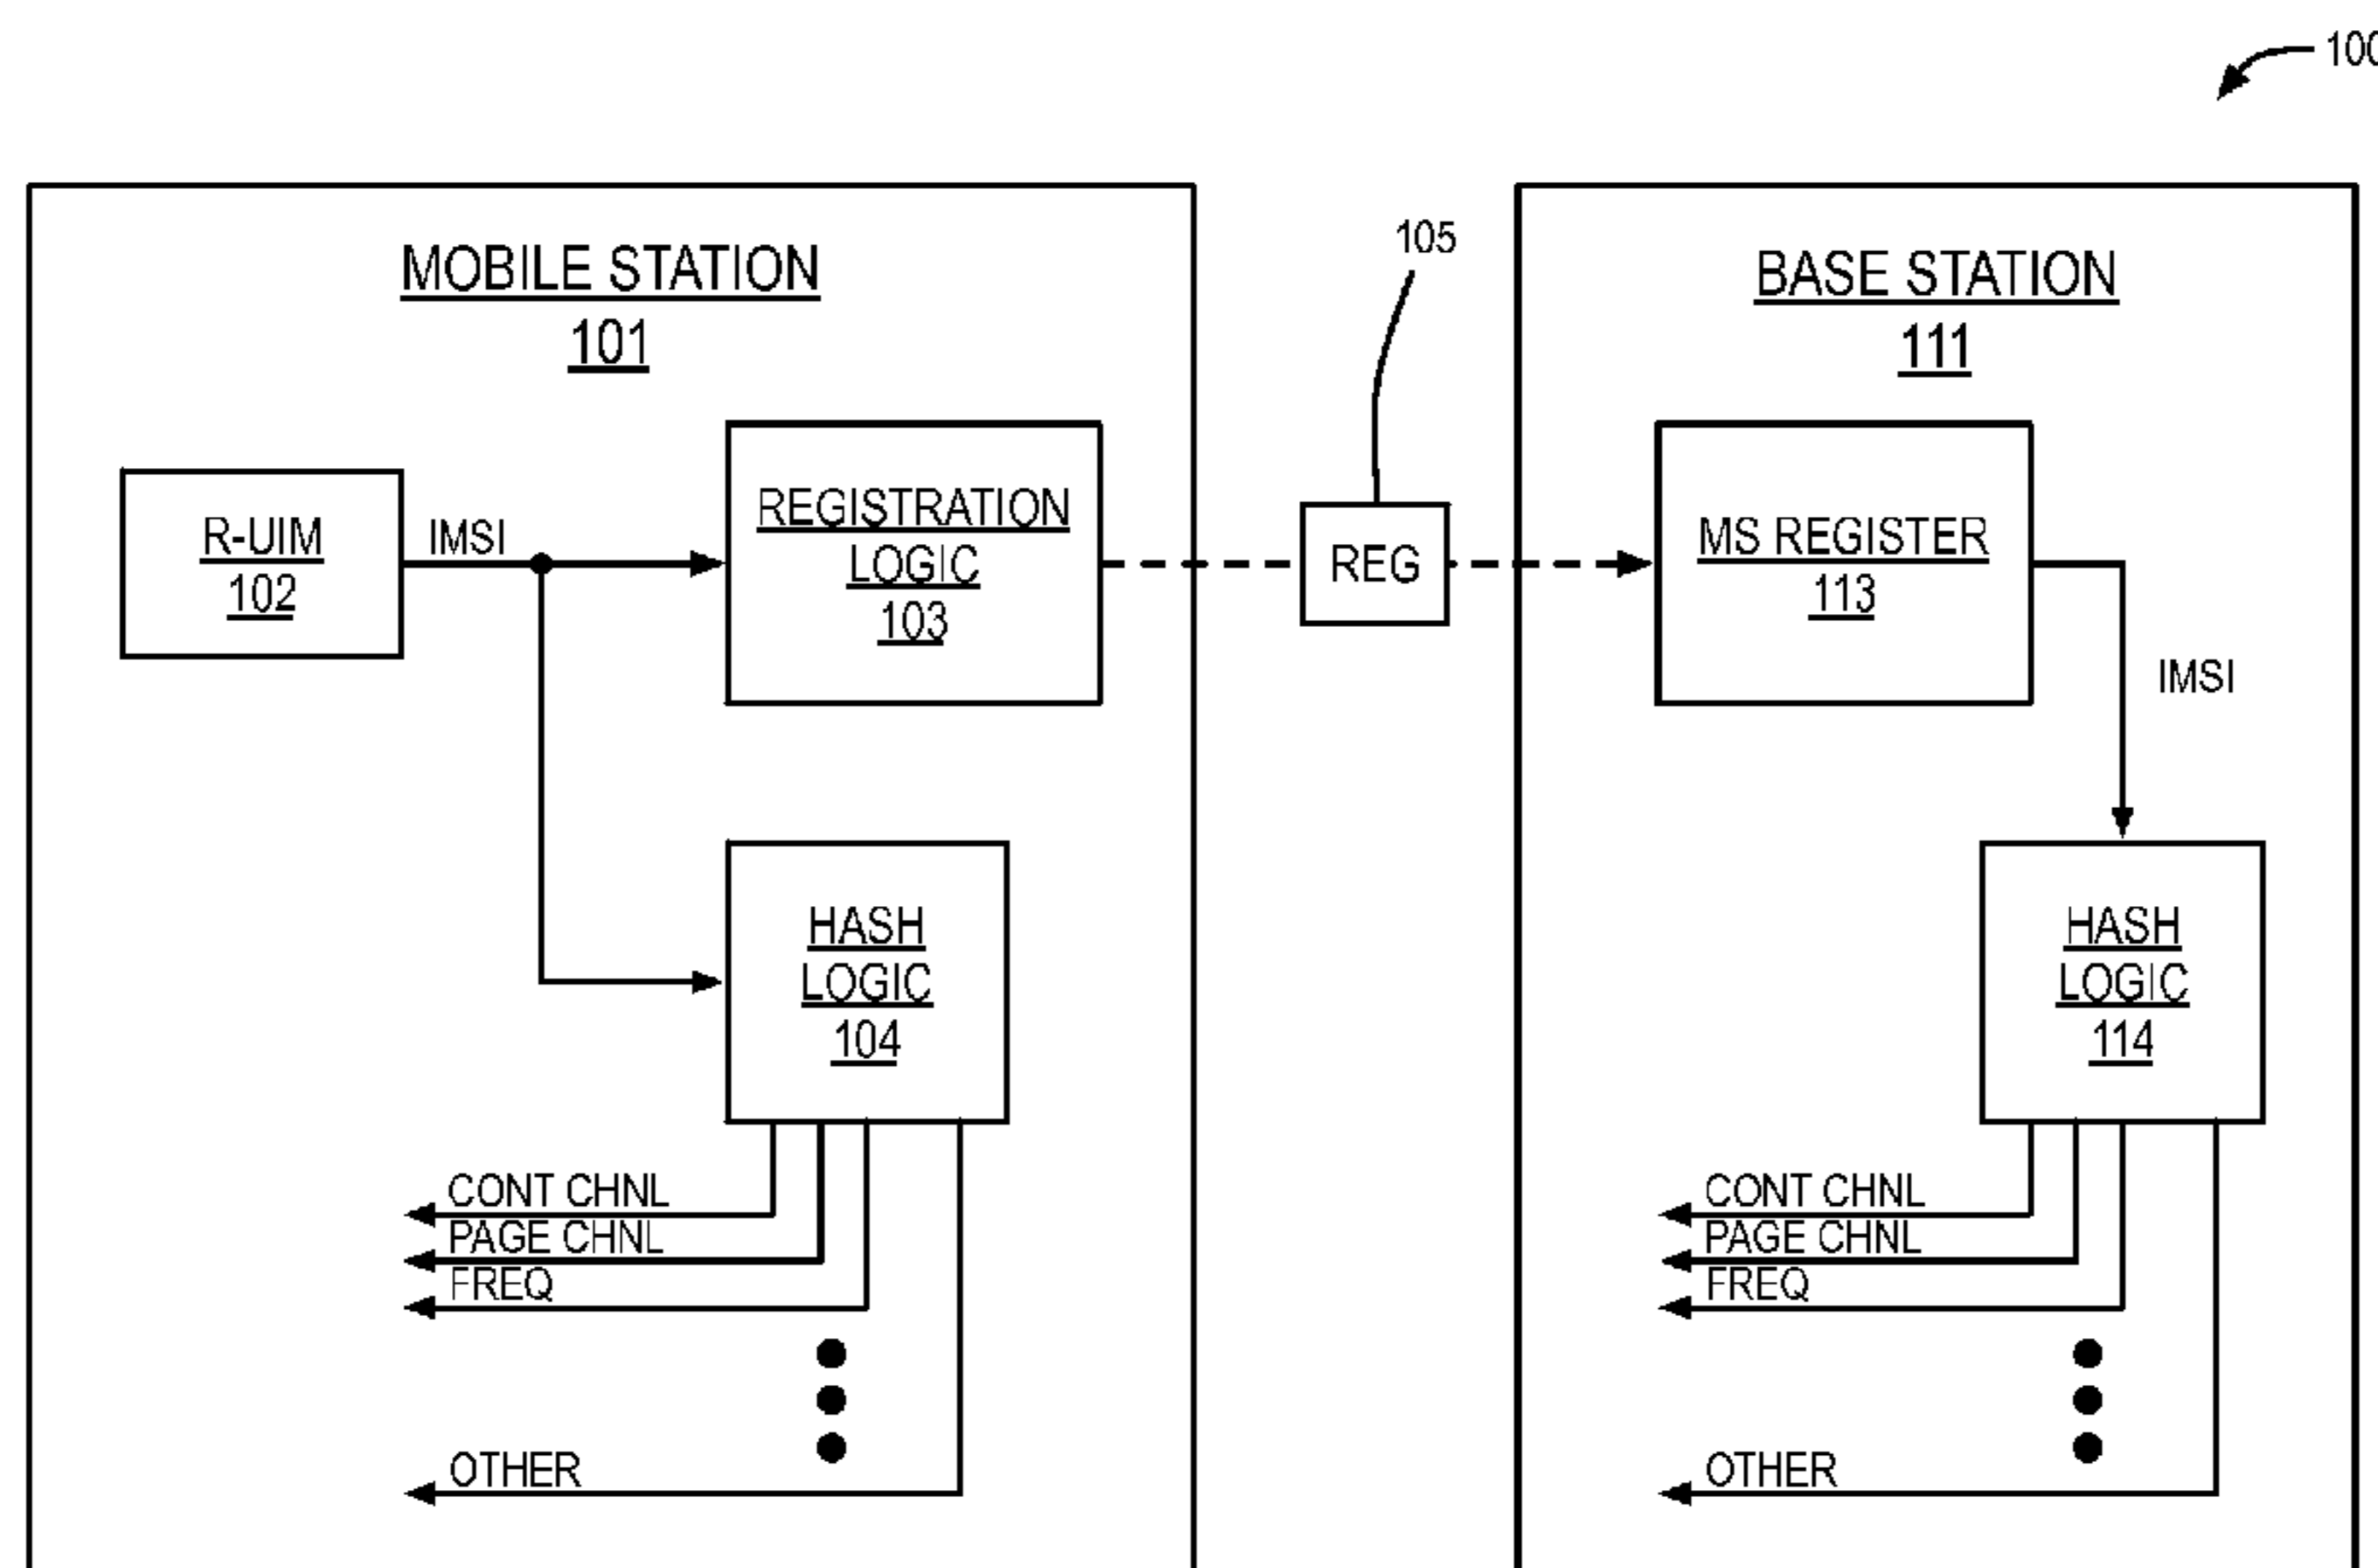 100
MOBILE STATION
101
R-UIM
102
IMSI
REGISTRATION
LOGIC
103
HASH
LOGIC
104
CONT CHNL
PAGE CHNL
FREQ
OTHER
105
REG
BASE STATION
111
MS REGISTER
113
IMSI
HASH
LOGIC
114
CONT CHNL
PAGE CHNL
FREQ
OTHER